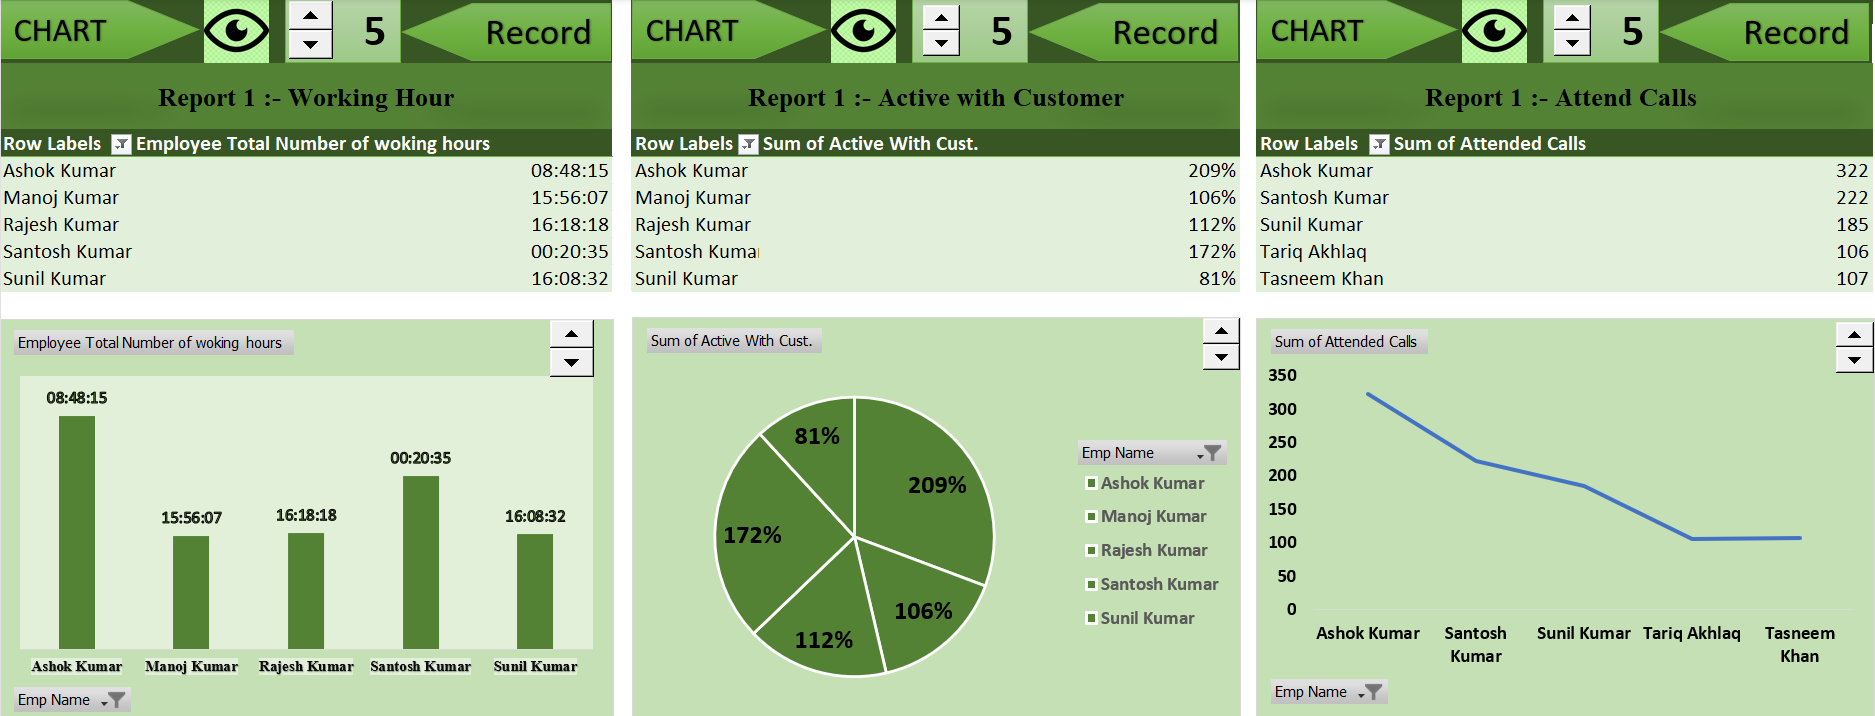 CHART
5
Record
Report 1 :- Working Hour
Row Labels Employee Total Number of woking hours
Ashok Kumar 08:48:15
Manoj Kumar 15:56:07
Rajesh Kumar 16:18:18
Santosh Kumar 00:20:35
Sunil Kumar 16:08:32
Employee Total Number of woking hours
08:48:15
15:56:07
16:18:18
00:20:35
16:08:32
Ashok Kumar Manoj Kumar Rajesh Kumar Santosh Kumar Sunil Kumar
Emp Name
CHART
5
Record
Report 1 :- Active with Customer
Row Labels Sum of Active With Cust.
Ashok Kumar 209%
Manoj Kumar 106%
Rajesh Kumar 112%
Santosh Kumar 172%
Sunil Kumar 81%
Sum of Active With Cust.
81%
209%
172%
106%
112%
Emp Name
Ashok Kumar
Manoj Kumar
Rajesh Kumar
Santosh Kumar
Sunil Kumar
CHART
5
Record
Report 1 :- Attend Calls
Row Labels Sum of Attended Calls
Ashok Kumar 322
Santosh Kumar 222
Sunil Kumar 185
Tariq Akhlaq 106
Tasneem Khan 107
Sum of Attended Calls
350
300
250
200
150
100
50
0
Ashok Kumar Santosh Kumar Sunil Kumar Tariq Akhlaq Tasneem Khan
Emp Name